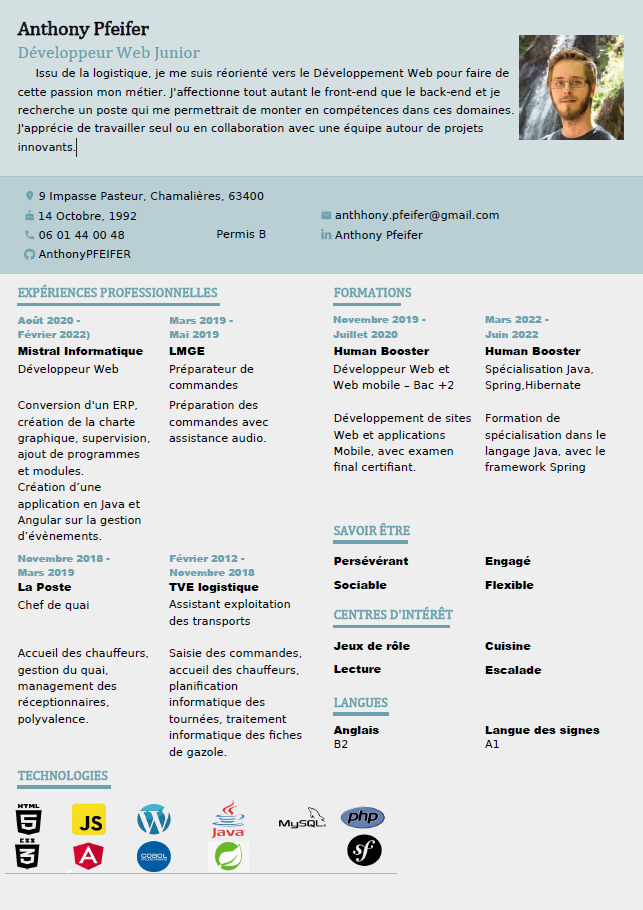 Anthony Pfeifer
Développeur Web Junior
Issu de la logistique, je me suis réorienté vers le Développement Web pour faire de
cette passion mon métier. J'affectionne tout autant le front-end que le back-end et je
recherche un poste qui me permettrait de monter en compétences dans ces domaines.
J'apprécie de travailler seul ou en collaboration avec une équipe autour de projets
innovants.
9 Impasse Pasteur, Chamalières, 63400
14 Octobre, 1992
anthhony.pfeifer@gmail.com
06 01 44 00 48
Permis B
Anthony Pfeifer
AnthonyPFEIFER
EXPÉRIENCES PROFESSIONNELLES
Août 2020 -
Février 2022)
Mistral Informatique
Développeur Web
Conversion d'un ERP,
création de la charte
graphique, supervision,
ajout de programmes
et modules.
Création d’une
application en Java et
Angular sur la gestion
d’évènements.
Mars 2019 -
Mai 2019
LMGE
Préparateur de
commandes
Préparation des
commandes avec
assistance audio.
Novembre 2018 -
Mars 2019
La Poste
Chef de quai
Accueil des chauffeurs,
gestion du quai,
management des
réceptionnaires,
polyvalence.
Février 2012 -
Novembre 2018
TVE logistique
Assistant exploitation
des transports
Saisie des commandes,
accueil des chauffeurs,
planification
informatique des
tournées, traitement
informatique des fiches
de gazole.
FORMATIONS
Novembre 2019 -
Juillet 2020
Human Booster
Développeur Web et
Web mobile – Bac +2
Développement de sites
Web et applications
Mobile, avec examen
final certifiant.
Mars 2022 -
Juin 2022
Human Booster
Spécialisation Java,
Spring,Hibernate
Formation de
spécialisation dans le
langage Java, avec le
framework Spring
SAVOIR ÊTRE
Persévérant
Engagé
Sociable
Flexible
CENTRES D'INTÉRÊT
Jeux de rôle
Cuisine
Lecture
Escalade
LANGUES
Anglais
B2
Langue des signes
A1
TECHNOLOGIES
HTML
5
JS
W
Java
MySQL
php
CSS
3
A
COBOL
sf